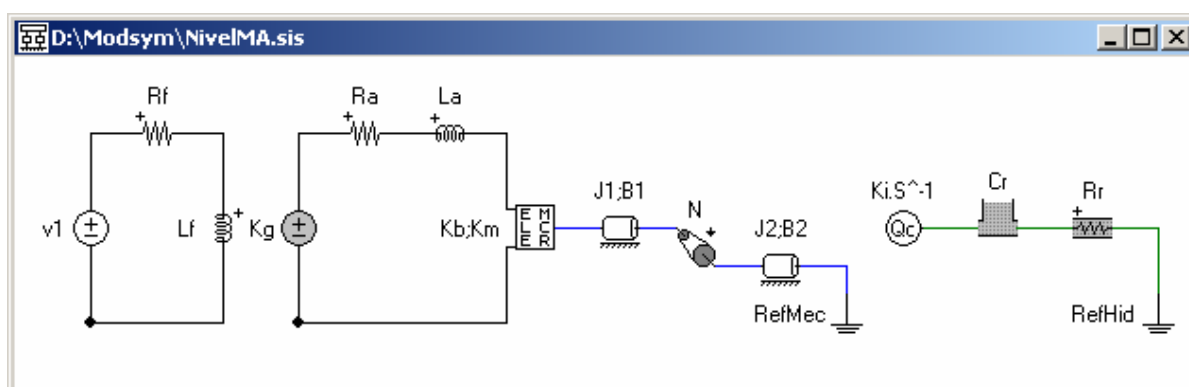 D:\Modsym\NivelMA.sis
Rf
Ra
La
J1;B1
Ki.S^-1
Cr
Rr
N
v1
Lf
Kg
Kb;Km
ELE
MCR
J2;B2
Qc
RefMec
RefHid